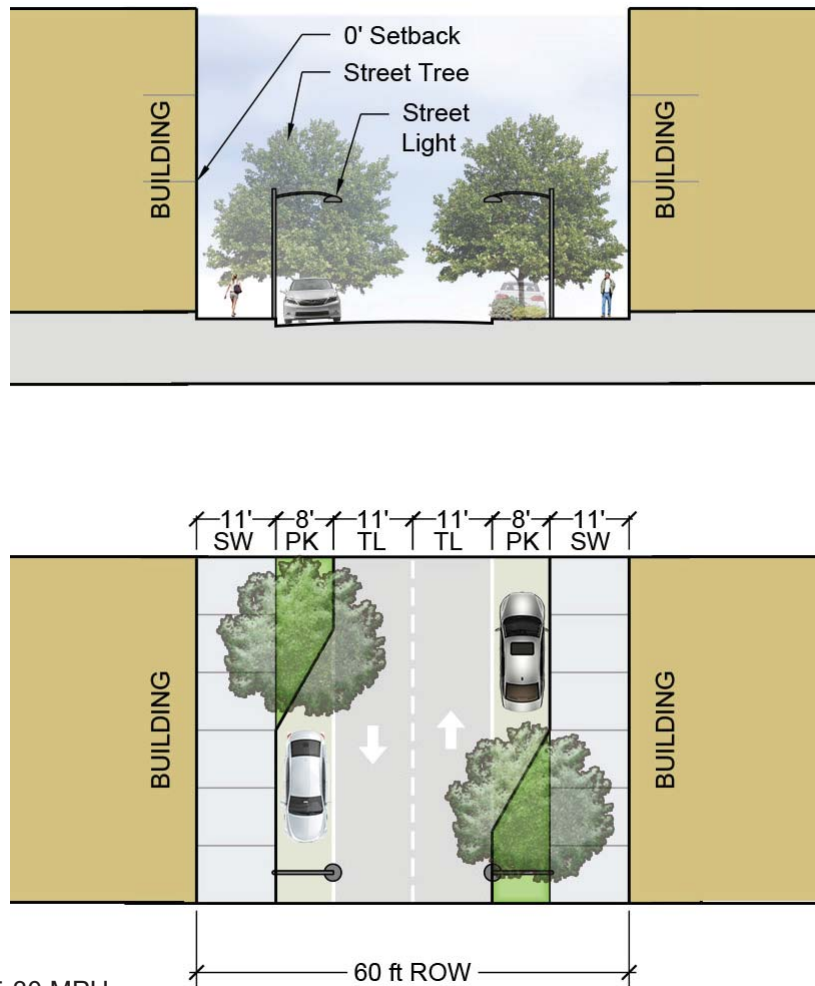 0' Setback
Street Tree
Street
Light
BUILDING
BUILDING
11' 8' 11' 11' 8' 11'
SW PK TL TL PK SW
BUILDING
BUILDING
60 ft ROW